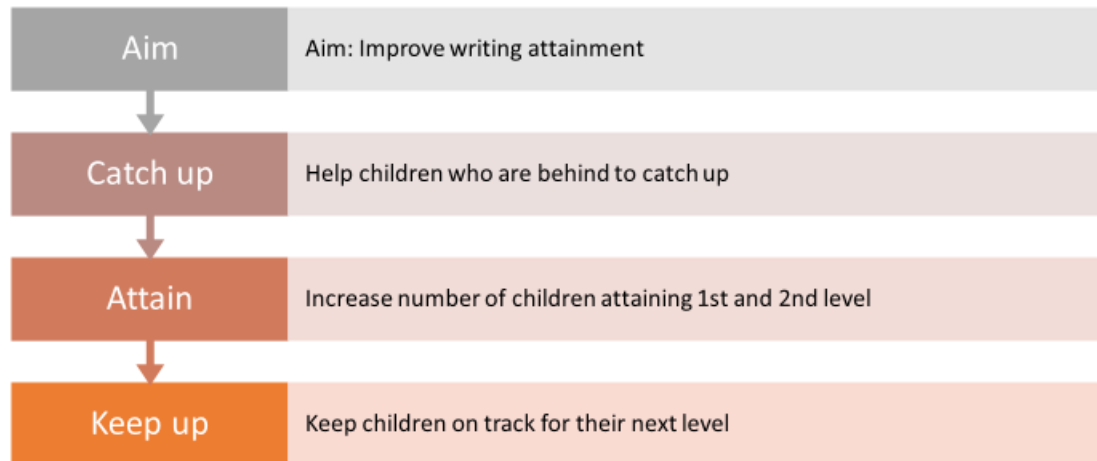 Aim
Aim: Improve writing attainment
Catch up
Help children who are behind to catch up
Attain
Increase number of children attaining 1st and 2nd level
Keep up
Keep children on track for their next level